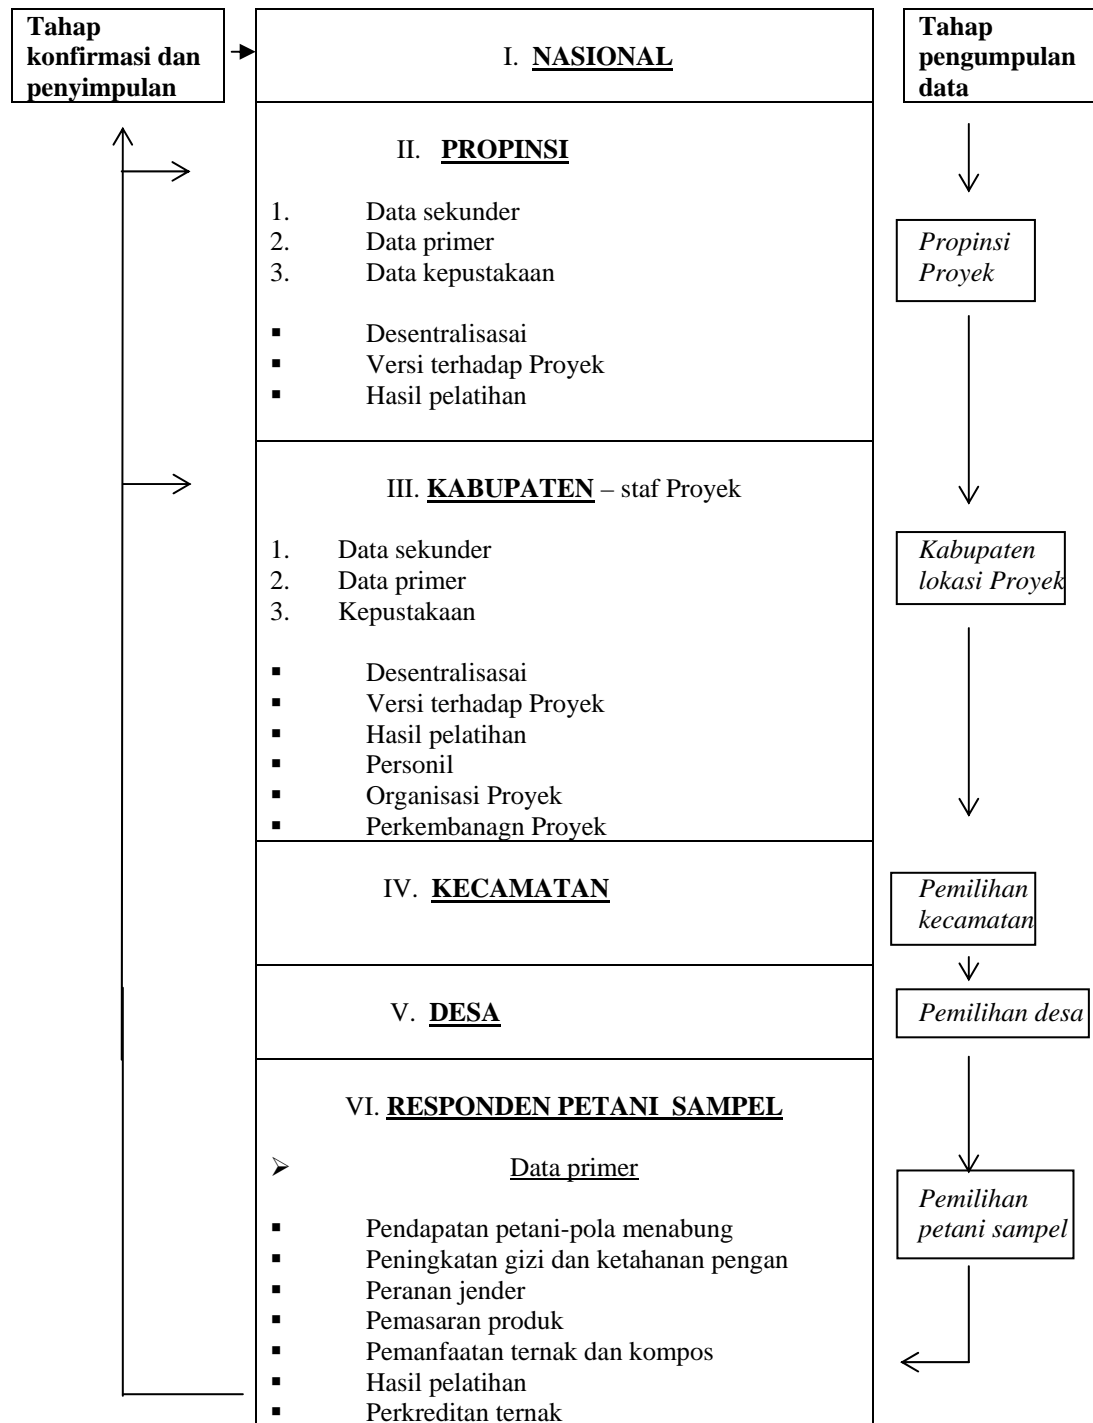 Tahap
konfirmasi dan
penyimpulan
I. NASIONAL
Tahap
pengumpulan
data
II. PROPINSI
1. Data sekunder
2. Data primer
3. Data kepustakaan
▪ Desentralisasai
▪ Versi terhadap Proyek
▪ Hasil pelatihan
Propinsi
Proyek
III. KABUPATEN – staf Proyek
1. Data sekunder
2. Data primer
3. Kepustakaan
▪ Desentralisasai
▪ Versi terhadap Proyek
▪ Hasil pelatihan
▪ Personil
▪ Organisasi Proyek
▪ Perkembanagn Proyek
Kabupaten
lokasi Proyek
IV. KECAMATAN
Pemilihan
kecamatan
V. DESA
Pemilihan desa
VI. RESPONDEN PETANI SAMPEL
➢ Data primer
▪ Pendapatan petani-pola menabung
▪ Peningkatan gizi dan ketahanan pengan
▪ Peranan jender
▪ Pemasaran produk
▪ Pemanfaatan ternak dan kompos
▪ Hasil pelatihan
▪ Perkreditan ternak
Pemilihan
petani sampel